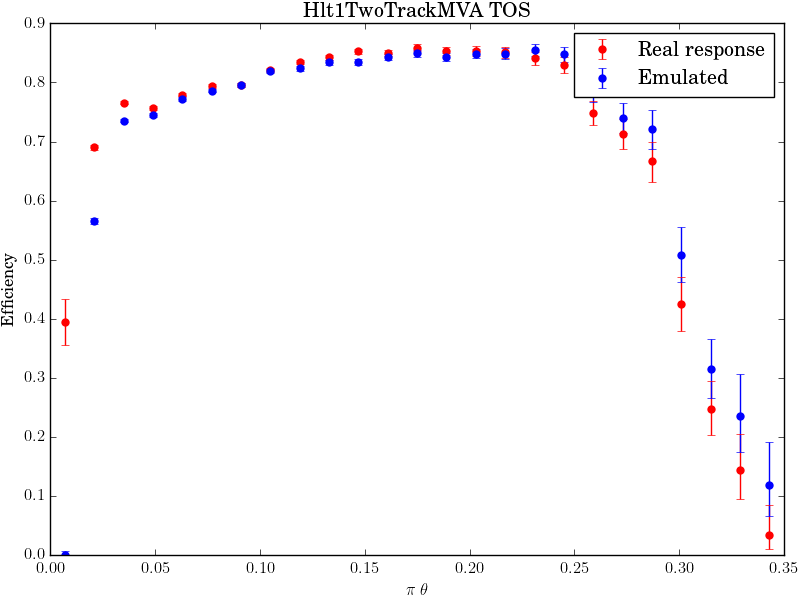 Hlt1TwoTrackMVA TOS
0.9
0.8
0.7
0.6
0.5
0.4
0.3
0.2
0.1
0.0
Efficiency
Real response
Emulated
0.00 0.05 0.10 0.15 0.20 0.25 0.30 0.35
π θ